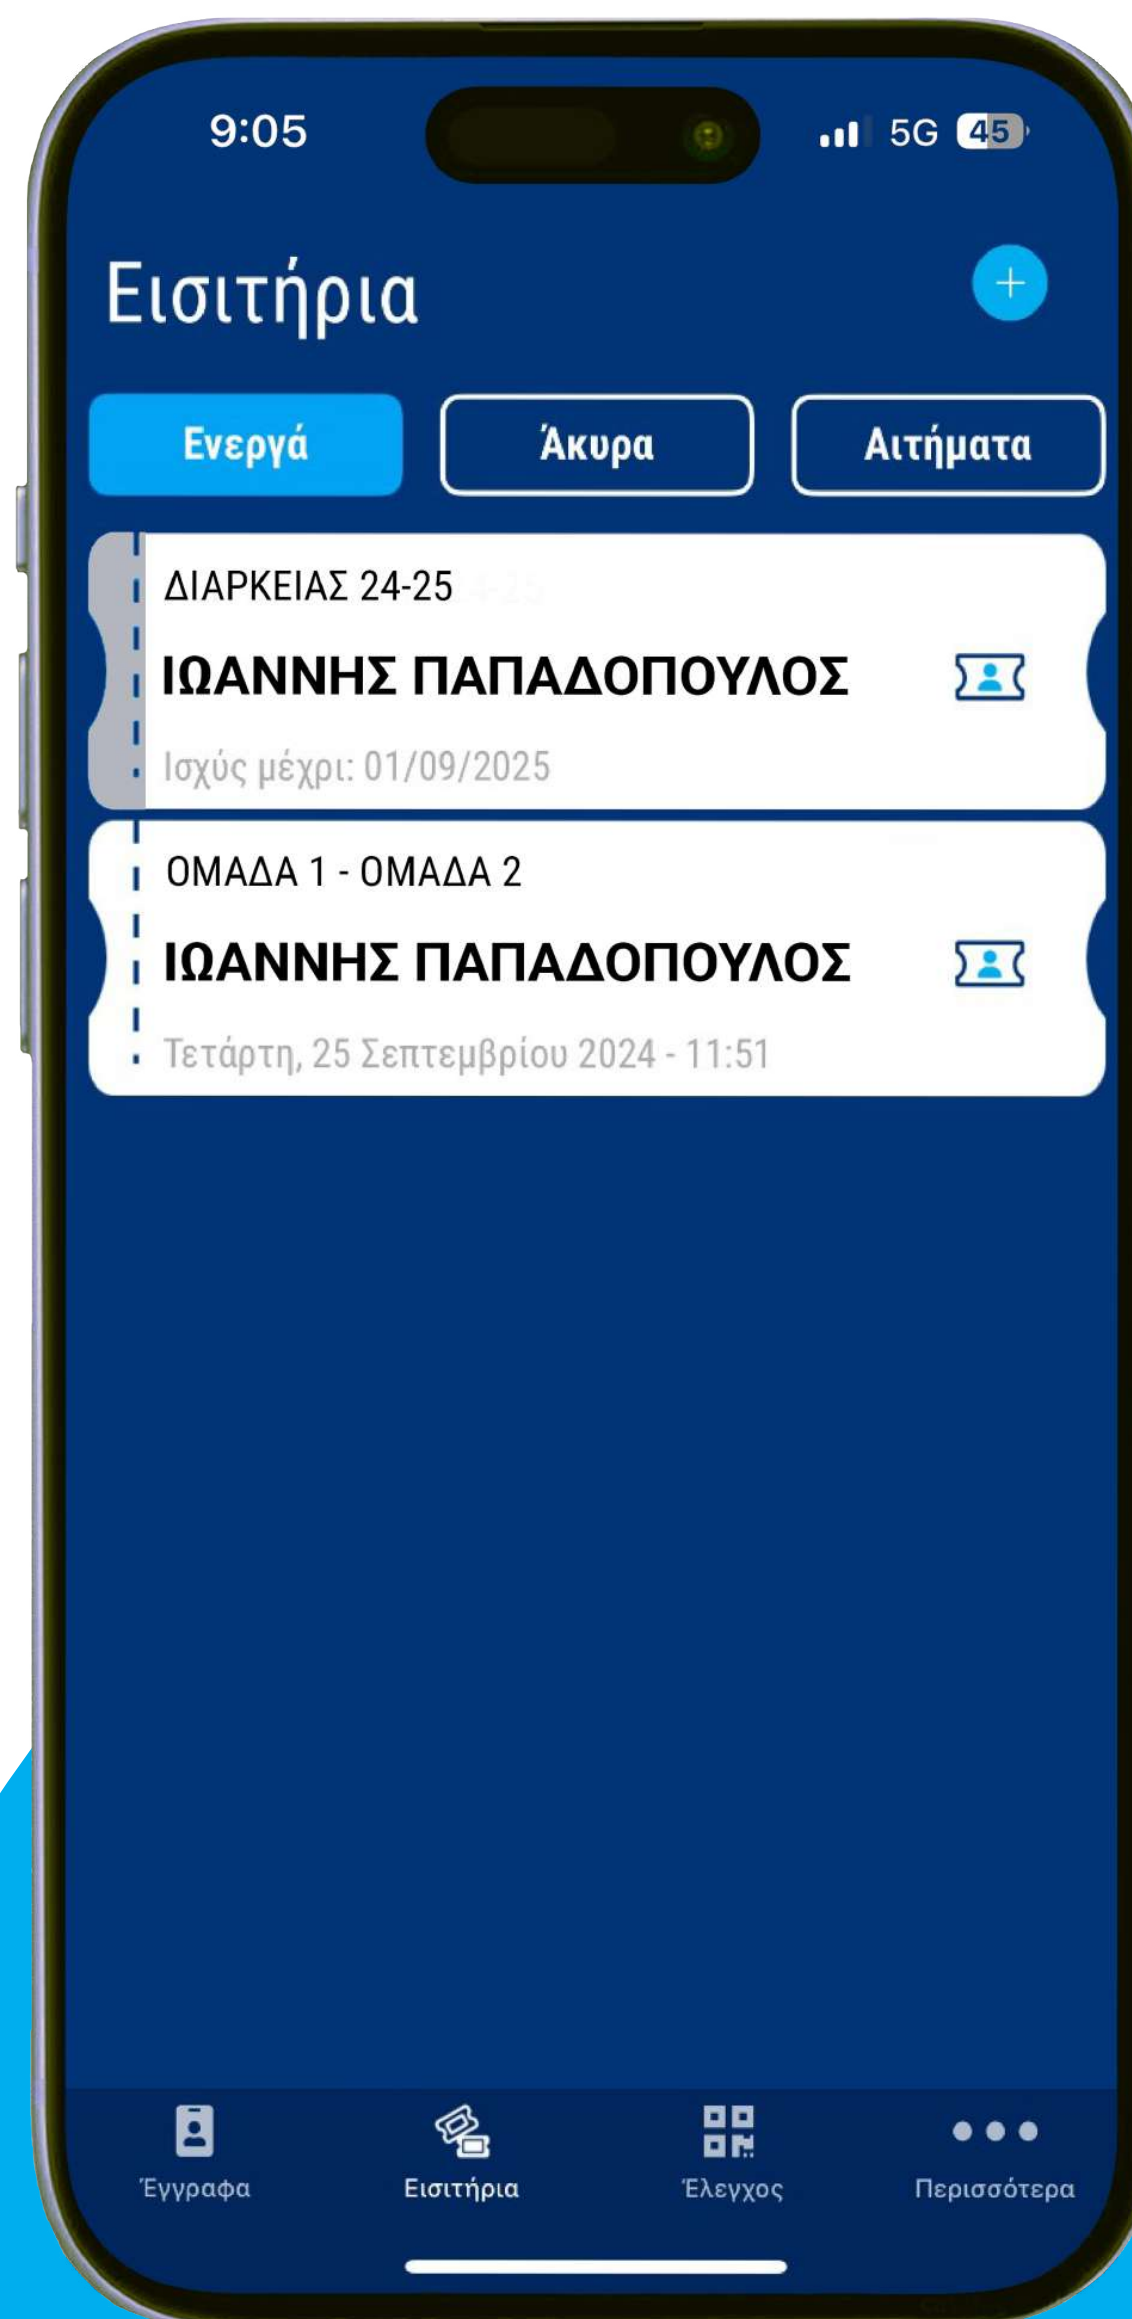 9:05 5G 45
Εισιτήρια
Ενεργά Άκυρα Αιτήματα
ΔΙΑΡΚΕΙΑΣ 24-25
ΙΩΑΝΝΗΣ ΠΑΠΑΔΟΠΟΥΛΟΣ
Ισχύς μέχρι: 01/09/2025
ΟΜΑΔΑ 1 - ΟΜΑΔΑ 2
ΙΩΑΝΝΗΣ ΠΑΠΑΔΟΠΟΥΛΟΣ
Τετάρτη, 25 Σεπτεμβρίου 2024 - 11:51
Έγγραφα Εισιτήρια Έλεγχος Περισσότερα